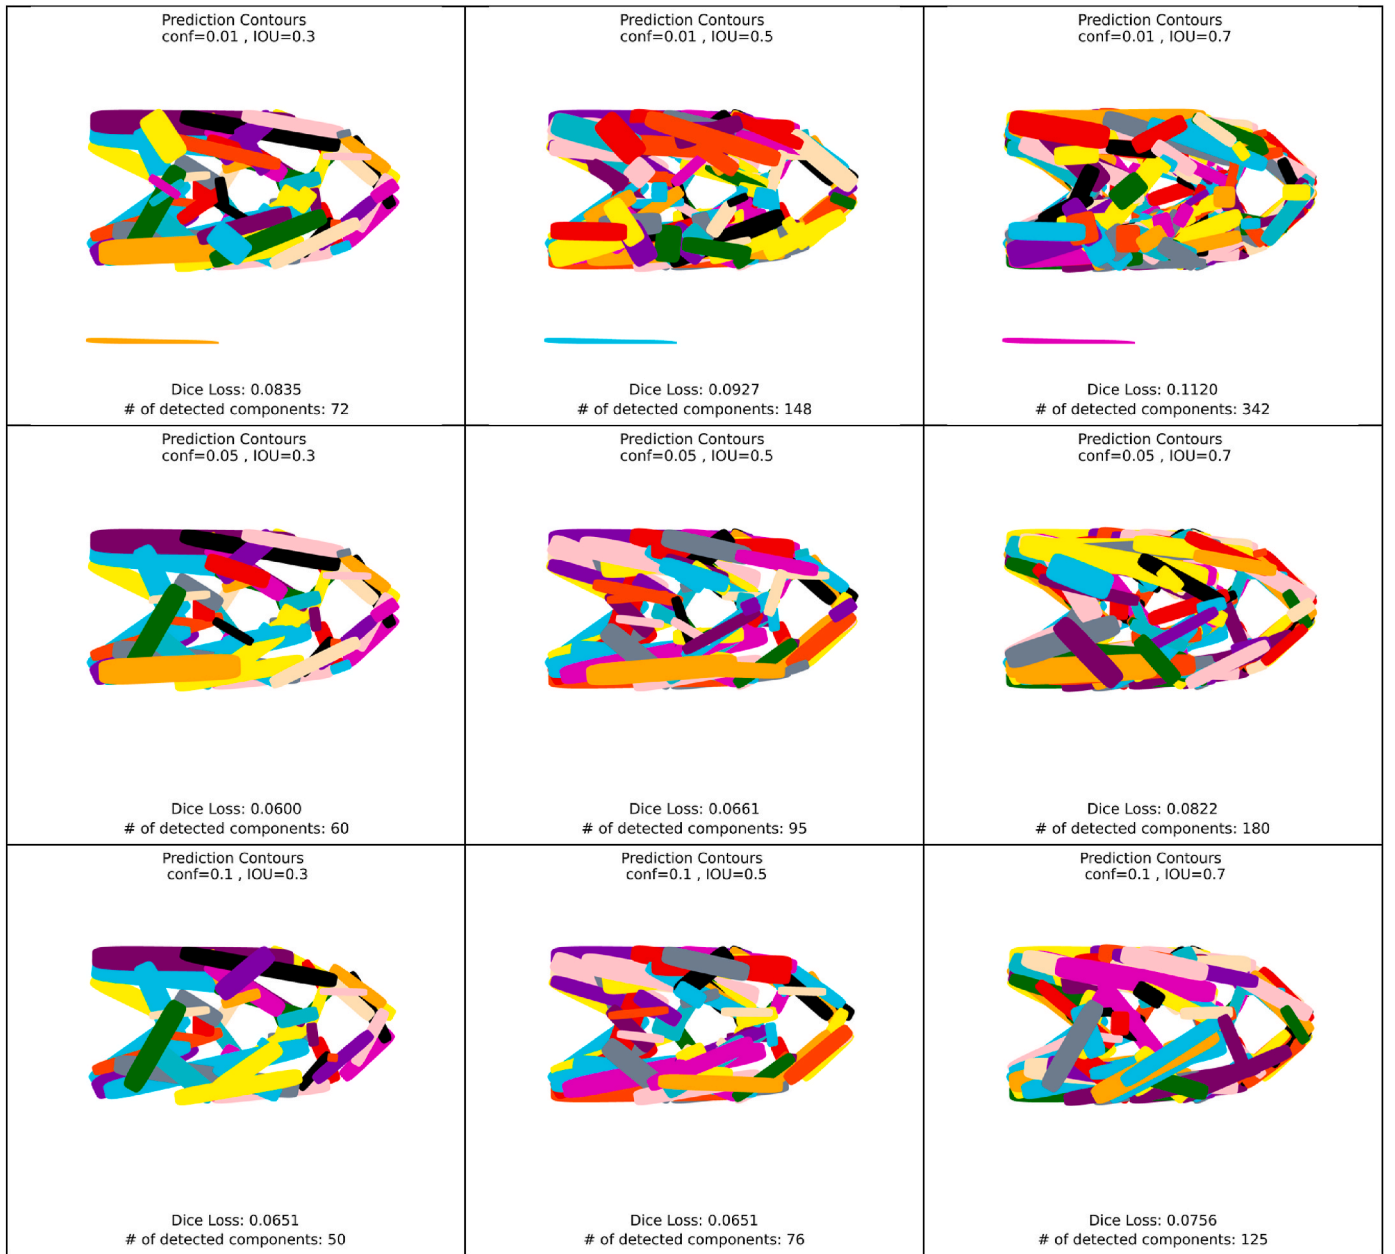 Prediction Contours
conf=0.01 , IOU=0.3
Dice Loss: 0.0835
# of detected components: 72
Prediction Contours
conf=0.01 , IOU=0.5
Dice Loss: 0.0927
# of detected components: 148
Prediction Contours
conf=0.01 , IOU=0.7
Dice Loss: 0.1120
# of detected components: 342
Prediction Contours
conf=0.05 , IOU=0.3
Dice Loss: 0.0600
# of detected components: 60
Prediction Contours
conf=0.05 , IOU=0.5
Dice Loss: 0.0661
# of detected components: 95
Prediction Contours
conf=0.05 , IOU=0.7
Dice Loss: 0.0822
# of detected components: 180
Prediction Contours
conf=0.1 , IOU=0.3
Dice Loss: 0.0651
# of detected components: 50
Prediction Contours
conf=0.1 , IOU=0.5
Dice Loss: 0.0651
# of detected components: 76
Prediction Contours
conf=0.1 , IOU=0.7
Dice Loss: 0.0756
# of detected components: 125